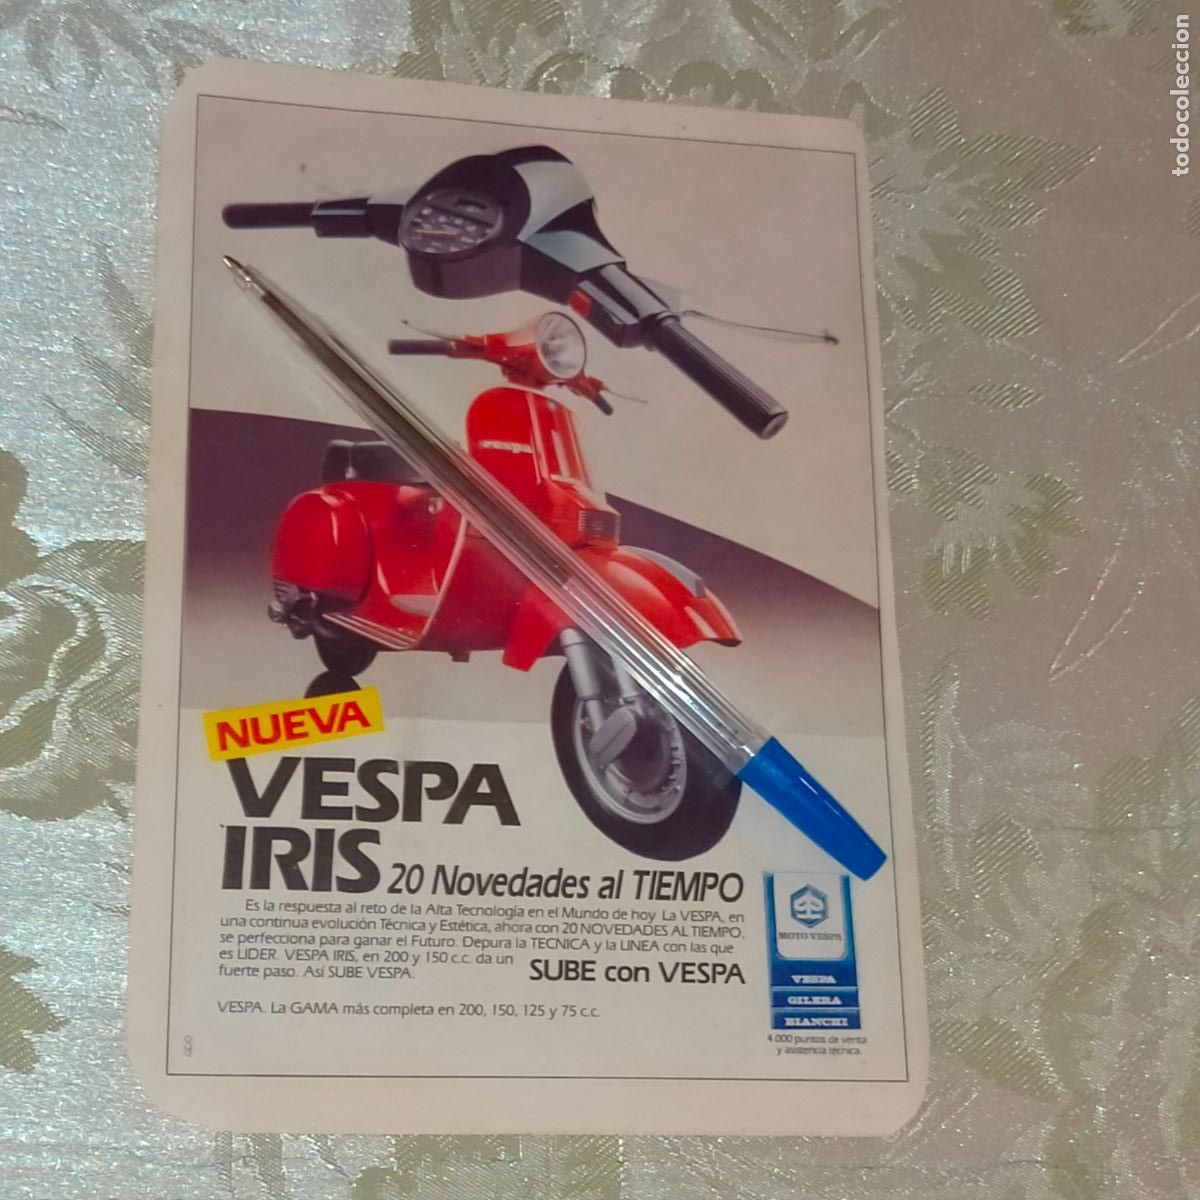 todocoleccion
vespa
NUEVA
VESPA
IRIS 20 Novedades al TIEMPO
Es la respuesta al reto de la Alta Tecnología en el Mundo de hoy. La VESPA, en
una continua evolución Técnica y Estética, ahora con 20 NOVEDADES AL TIEMPO,
se perfecciona para ganar el Futuro. Depura la TECNICA y la LINEA con las que
es LIDER. VESPA IRIS, en 200 y 150 c.c. da un
fuerte paso. Así SUBE VESPA.
SUBE con VESPA
VESPA. La GAMA más completa en 200, 150, 125 y 75 c.c.
MOTO VESPA
VESPA
GILERA
BIANCHI
4.000 puntos de venta
y asistencia técnica.